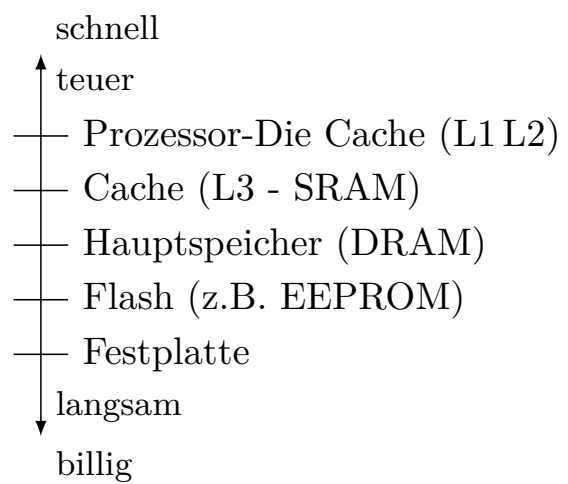 schnell
teuer
Prozessor-Die Cache (L1 L2)
Cache (L3 - SRAM)
Hauptspeicher (DRAM)
Flash (z.B. EEPROM)
Festplatte
langsam
billig